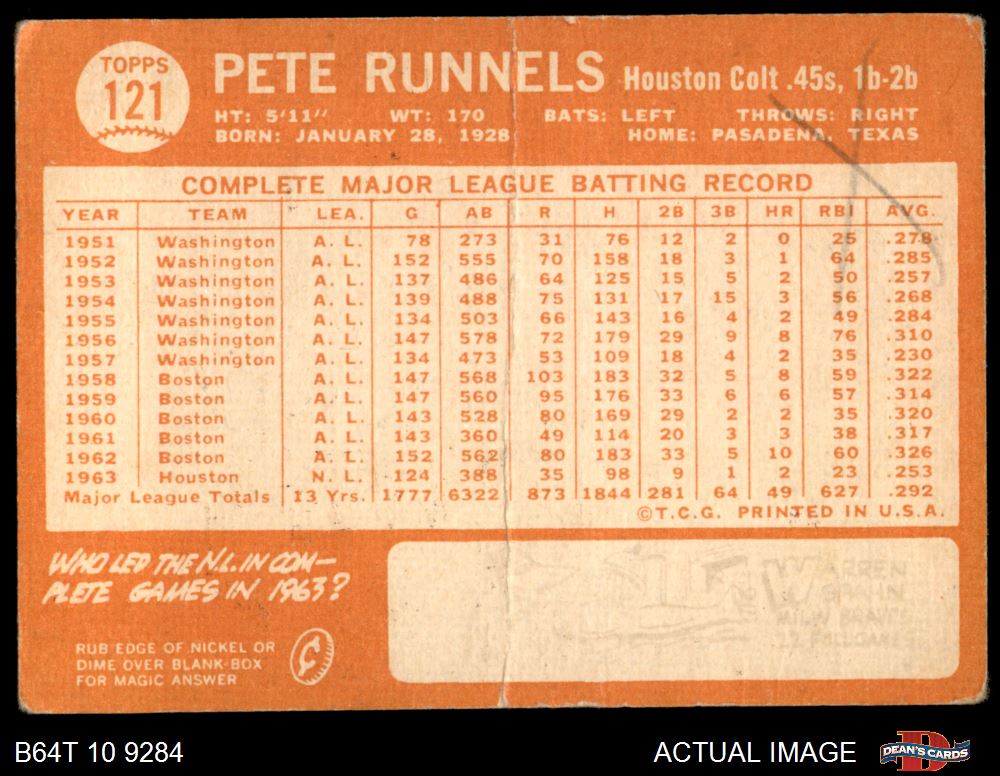 TOPPS
121
PETE RUNNELS Houston Colt .45s, 1b-2b
HT: 5'11" WT: 170 BATS: LEFT THROWS: RIGHT
BORN: JANUARY 28, 1928 HOME: PASADENA, TEXAS
COMPLETE MAJOR LEAGUE BATTING RECORD
YEAR TEAM LEA. G AB R H 2B 3B HR RBI AVG.
1951 Washington A. L. 78 273 31 76 12 2 0 25 .278
1952 Washington A. L. 152 555 70 158 18 3 1 64 .285
1953 Washington A. L. 137 486 64 125 15 5 2 50 .257
1954 Washington A. L. 139 488 75 131 17 15 3 56 .268
1955 Washington A. L. 134 503 66 143 16 4 2 49 .284
1956 Washington A. L. 147 578 72 179 29 9 8 76 .310
1957 Washington A. L. 134 473 53 109 18 4 2 35 .230
1958 Boston A. L. 147 568 103 183 32 5 8 59 .322
1959 Boston A. L. 147 560 95 176 33 6 6 57 .314
1960 Boston A. L. 143 528 80 169 29 2 2 35 .320
1961 Boston A. L. 143 360 49 114 20 3 3 38 .317
1962 Boston A. L. 152 562 80 183 33 5 10 60 .326
1963 Houston N. L. 124 388 35 98 9 1 2 23 .253
Major League Totals 13 Yrs. 1777 6322 873 1844 281 64 49 627 .292
©T.C.G. PRINTED IN U.S.A.
WHO LED THE N.L. IN COM-
PLETE GAMES IN 1963?
RUB EDGE OF NICKEL OR
DIME OVER BLANK-BOX
FOR MAGIC ANSWER
WARREN
SPAHN
MILW BRAVES
22 FULL GAMES
B64T 10 9284
ACTUAL IMAGE
DEAN'S CARDS